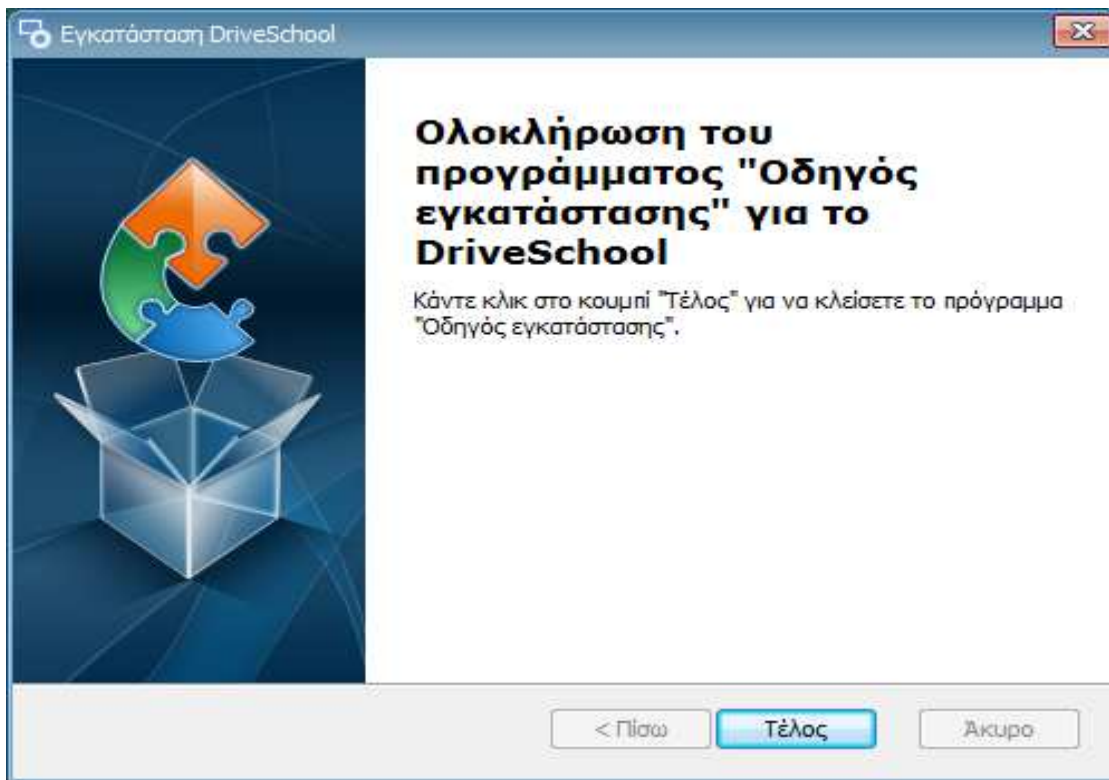 Εγκατάσταση DriveSchool
Ολοκλήρωση του
προγράμματος "Οδηγός
εγκατάστασης" για το
DriveSchool
Κάντε κλικ στο κουμπί "Τέλος" για να κλείσετε το πρόγραμμα
"Οδηγός εγκατάστασης".
< Πίσω
Τέλος
Άκυρο